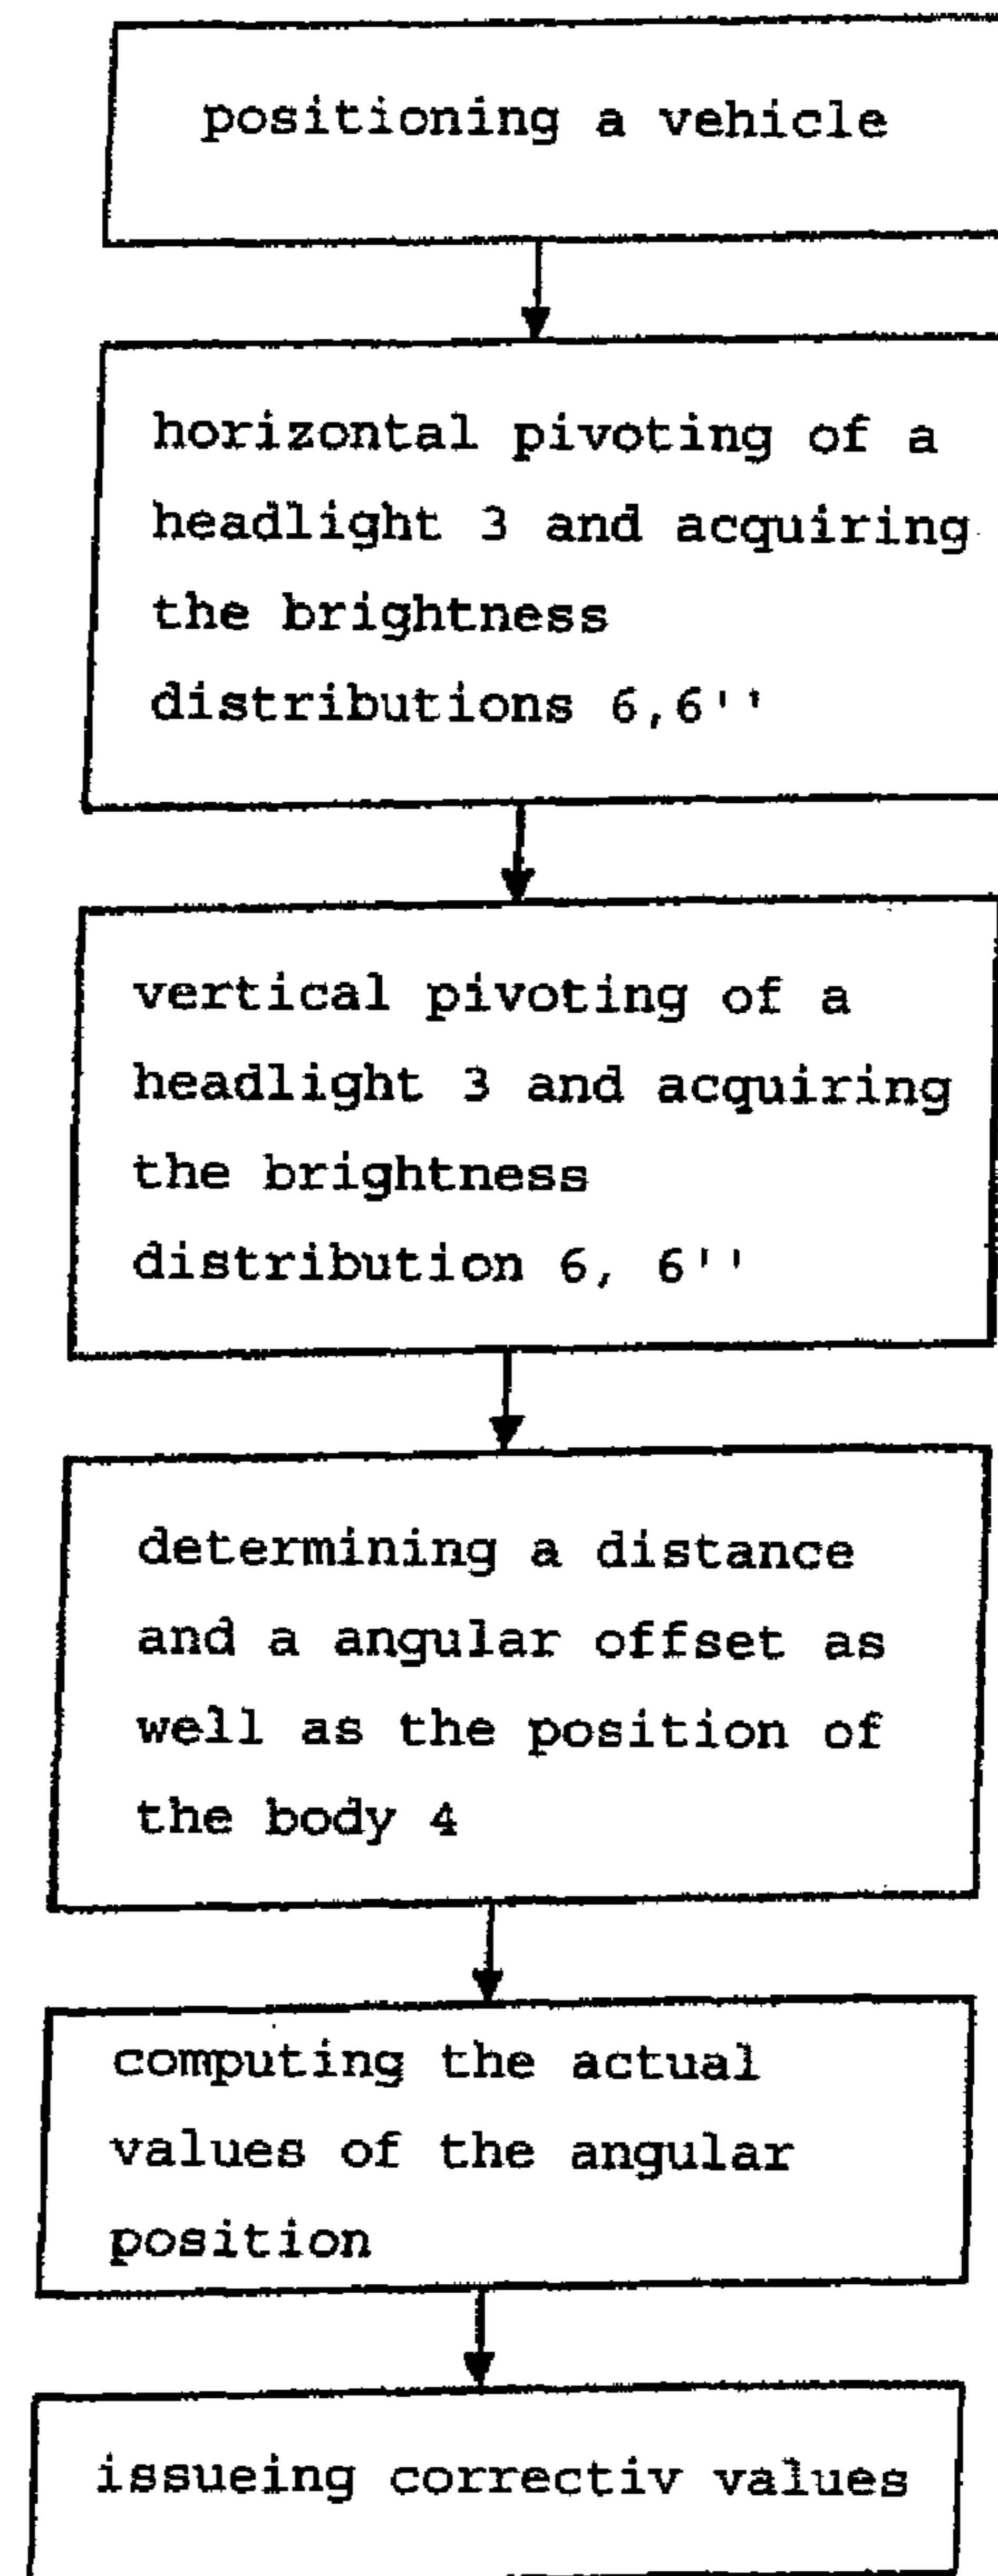 positioning a vehicle
horizontal pivoting of a
headlight 3 and acquiring
the brightness
distributions 6,6''
vertical pivoting of a
headlight 3 and acquiring
the brightness
distribution 6, 6''
determining a distance
and a angular offset as
well as the position of
the body 4
computing the actual
values of the angular
position
issueing correctiv values